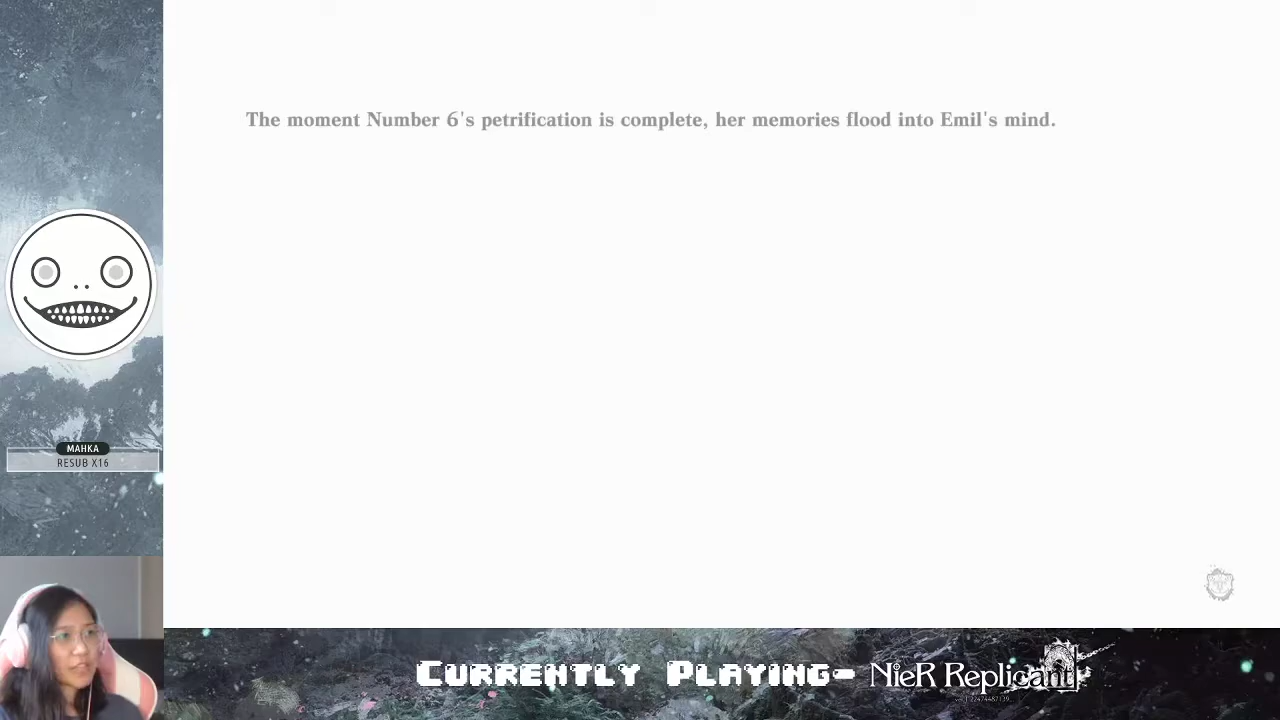 The moment Number 6's petrification is complete, her memories flood into Emil's mind.
MAHKA
RESUB X16
CURRENTLY PLAYING- NieR Replicant